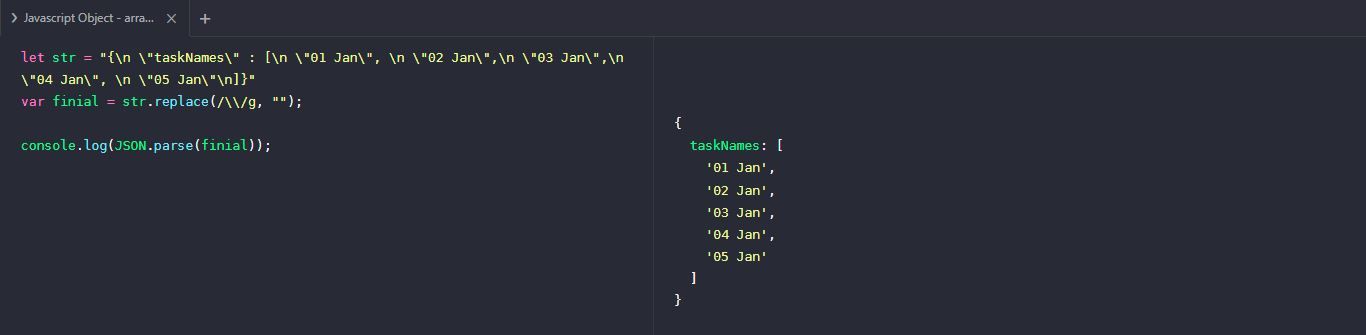 ❯ Javascript Object - arra... × +
let str = "{\n \"taskNames\" : [\n \"01 Jan\", \n \"02 Jan\",\n \"03 Jan\",\n
\"04 Jan\", \n \"05 Jan\"\n]}"
var finial = str.replace(/\\/g, "");
console.log(JSON.parse(finial));
{
taskNames: [
'01 Jan',
'02 Jan',
'03 Jan',
'04 Jan',
'05 Jan'
]
}